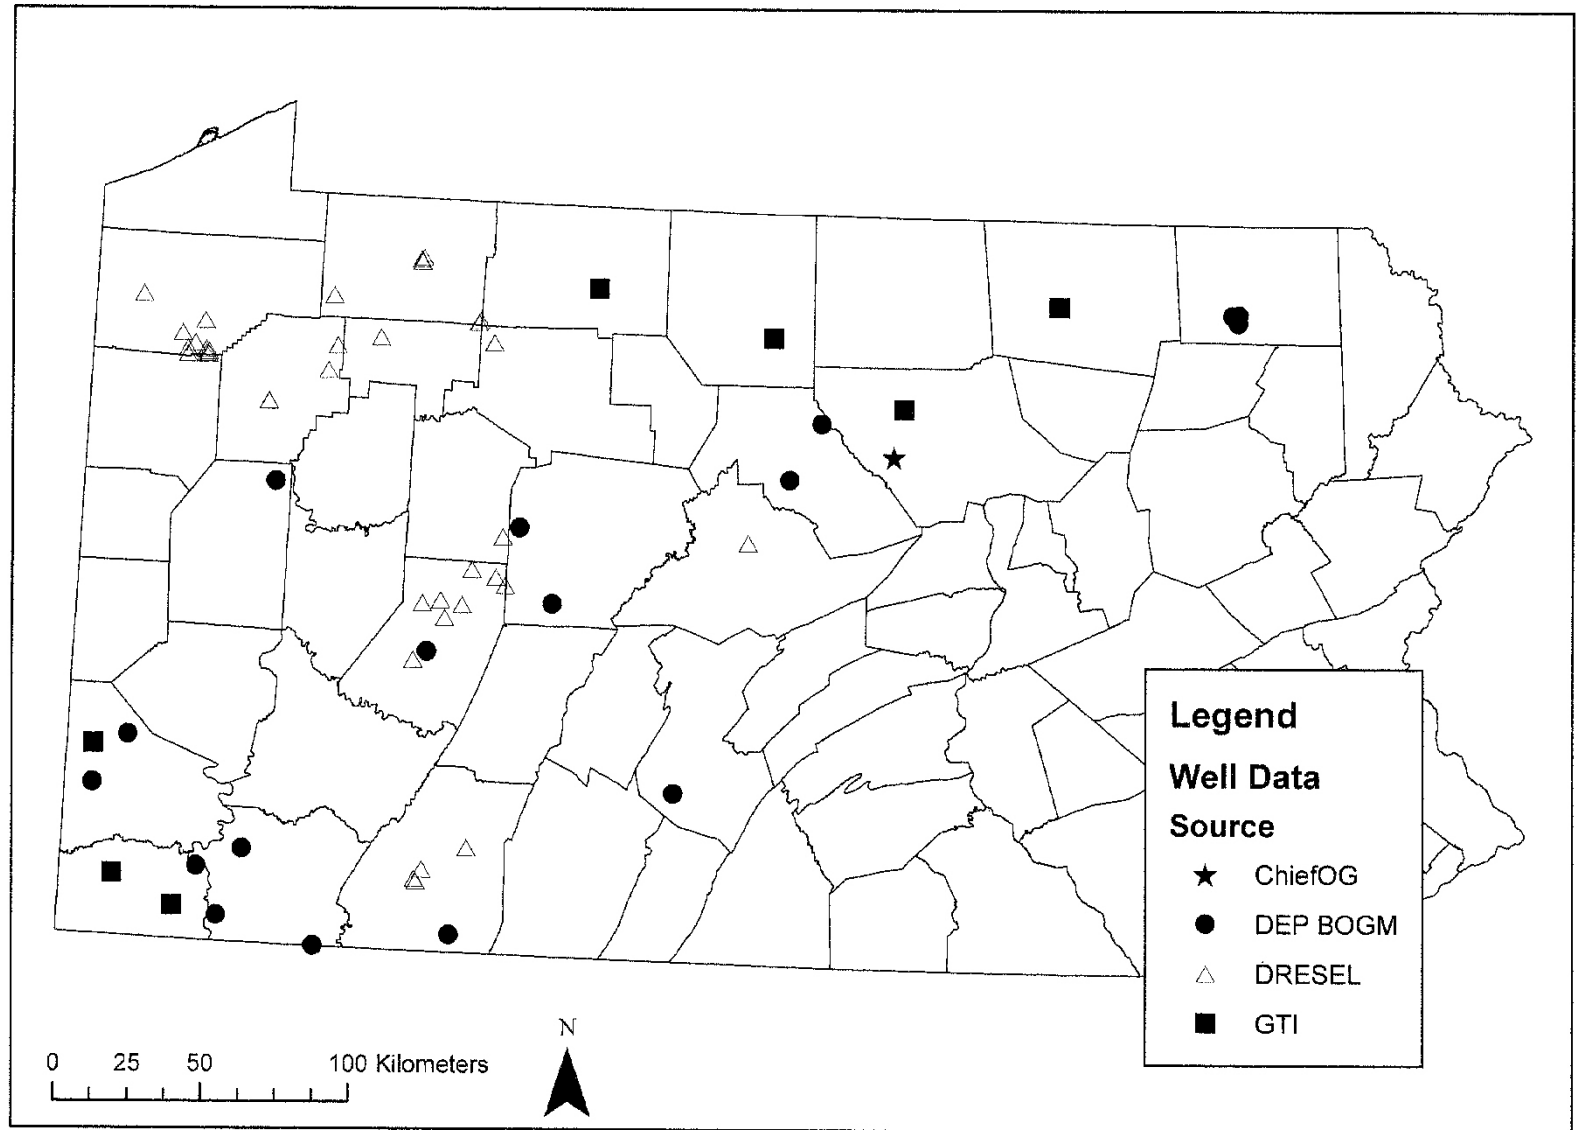 Legend
Well Data
Source
ChiefOG
DEP BOGM
DRESEL
GTI
N
0 25 50 100 Kilometers